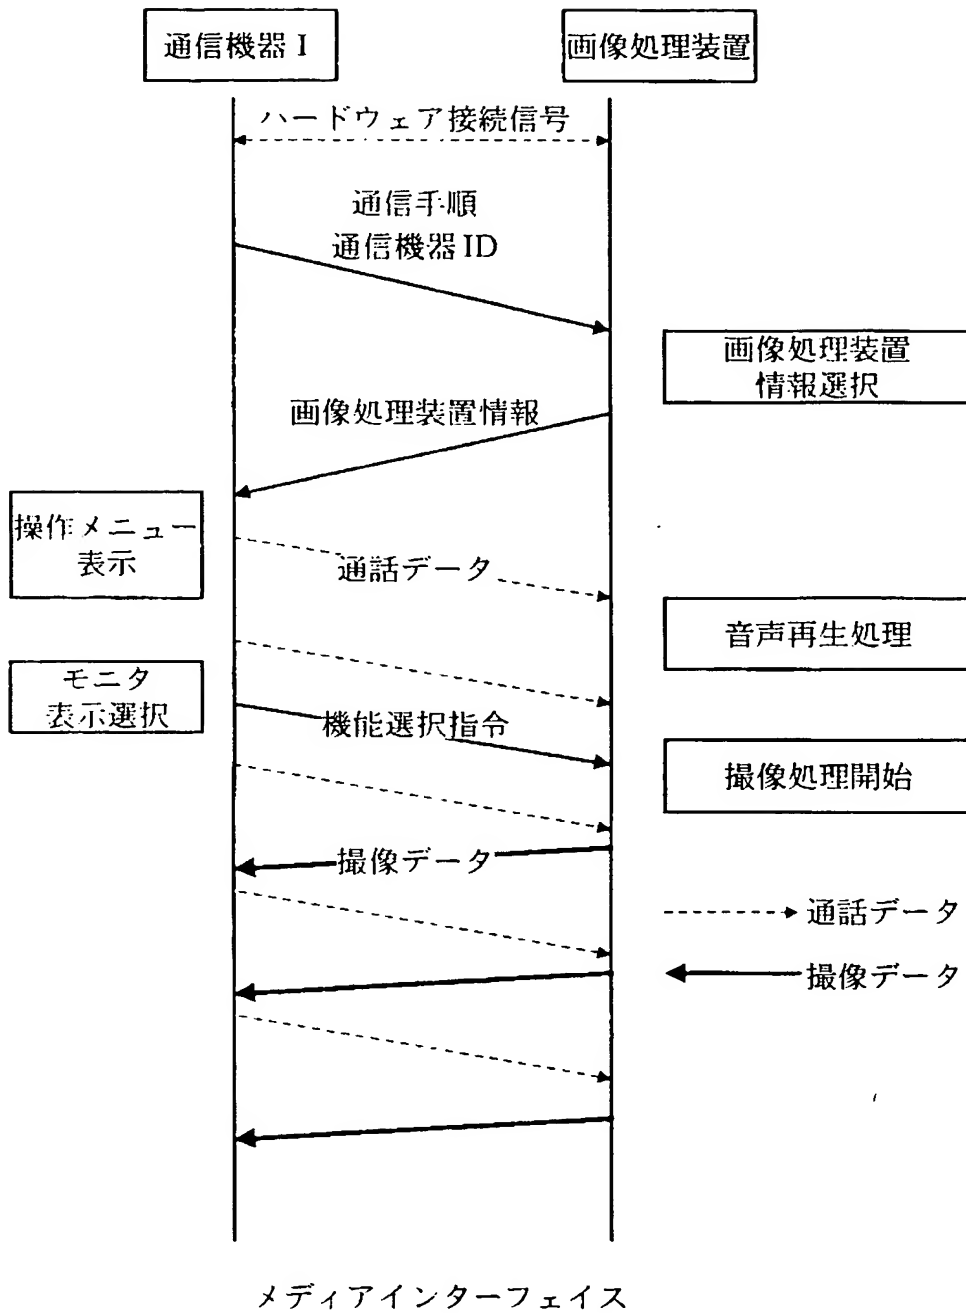 通信機器 I
画像処理装置
ハードウェア接続信号
通信手順
通信機器 ID
画像処理装置
情報選択
画像処理装置情報
操作メニュー
表示
通話データ
音声再生処理
モニタ
表示選択
機能選択指令
撮像処理開始
撮像データ
通話データ
撮像データ
メディアインターフェイス